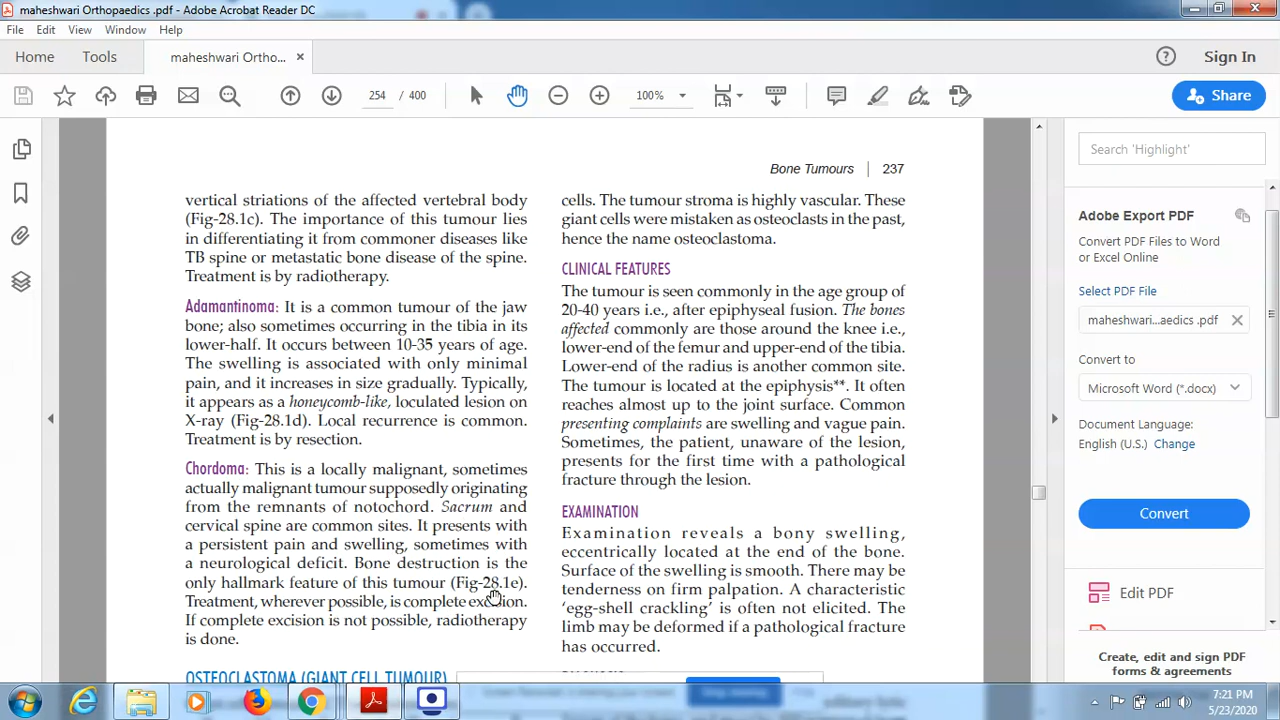 maheshwari Orthopaedics .pdf - Adobe Acrobat Reader DC
File Edit View Window Help
Home Tools maheshwari Ortho... × Sign In
254 / 400 100% Share
Bone Tumours | 237
vertical striations of the affected vertebral body
(Fig-28.1c). The importance of this tumour lies
in differentiating it from commoner diseases like
TB spine or metastatic bone disease of the spine.
Treatment is by radiotherapy.
Adamantinoma: It is a common tumour of the jaw
bone; also sometimes occurring in the tibia in its
lower-half. It occurs between 10-35 years of age.
The swelling is associated with only minimal
pain, and it increases in size gradually. Typically,
it appears as a honeycomb-like, loculated lesion on
X-ray (Fig-28.1d). Local recurrence is common.
Treatment is by resection.
Chordoma: This is a locally malignant, sometimes
actually malignant tumour supposedly originating
from the remnants of notochord. Sacrum and
cervical spine are common sites. It presents with
a persistent pain and swelling, sometimes with
a neurological deficit. Bone destruction is the
only hallmark feature of this tumour (Fig-28.1e).
Treatment, wherever possible, is complete excision.
If complete excision is not possible, radiotherapy
is done.
OSTEOCLASTOMA (GIANT CELL TUMOUR)
cells. The tumour stroma is highly vascular. These
giant cells were mistaken as osteoclasts in the past,
hence the name osteoclastoma.
CLINICAL FEATURES
The tumour is seen commonly in the age group of
20-40 years i.e., after epiphyseal fusion. The bones
affected commonly are those around the knee i.e.,
lower-end of the femur and upper-end of the tibia.
Lower-end of the radius is another common site.
The tumour is located at the epiphysis**. It often
reaches almost up to the joint surface. Common
presenting complaints are swelling and vague pain.
Sometimes, the patient, unaware of the lesion,
presents for the first time with a pathological
fracture through the lesion.
EXAMINATION
Examination reveals a bony swelling,
eccentrically located at the end of the bone.
Surface of the swelling is smooth. There may be
tenderness on firm palpation. A characteristic
‘egg-shell crackling’ is often not elicited. The
limb may be deformed if a pathological fracture
has occurred.
Search 'Highlight'
Adobe Export PDF
Convert PDF Files to Word
or Excel Online
Select PDF File
maheshwari...aedics .pdf
Convert to
Microsoft Word (*.docx)
Document Language:
English (U.S.) Change
Convert
Edit PDF
Create, edit and sign PDF
forms & agreements
7:21 PM
5/23/2020